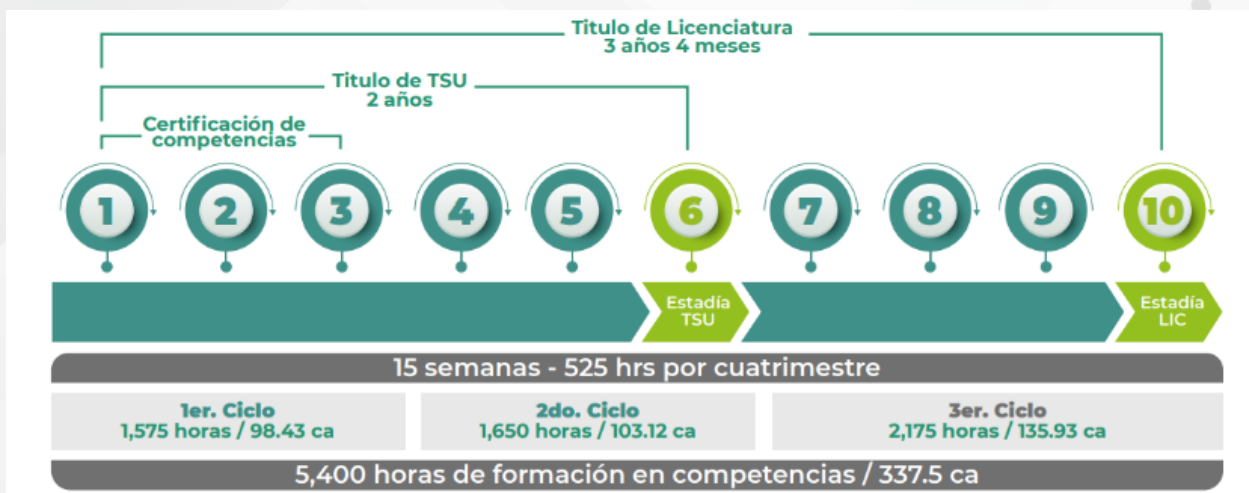 Titulo de Licenciatura
3 años 4 meses
Titulo de TSU
2 años
Certificación de
competencias
1 2 3 4 5 6 7 8 9 10
Estadía
TSU
Estadía
LIC
15 semanas - 525 hrs por cuatrimestre
1er. Ciclo
1,575 horas / 98.43 ca
2do. Ciclo
1,650 horas / 103.12 ca
3er. Ciclo
2,175 horas / 135.93 ca
5,400 horas de formación en competencias / 337.5 ca